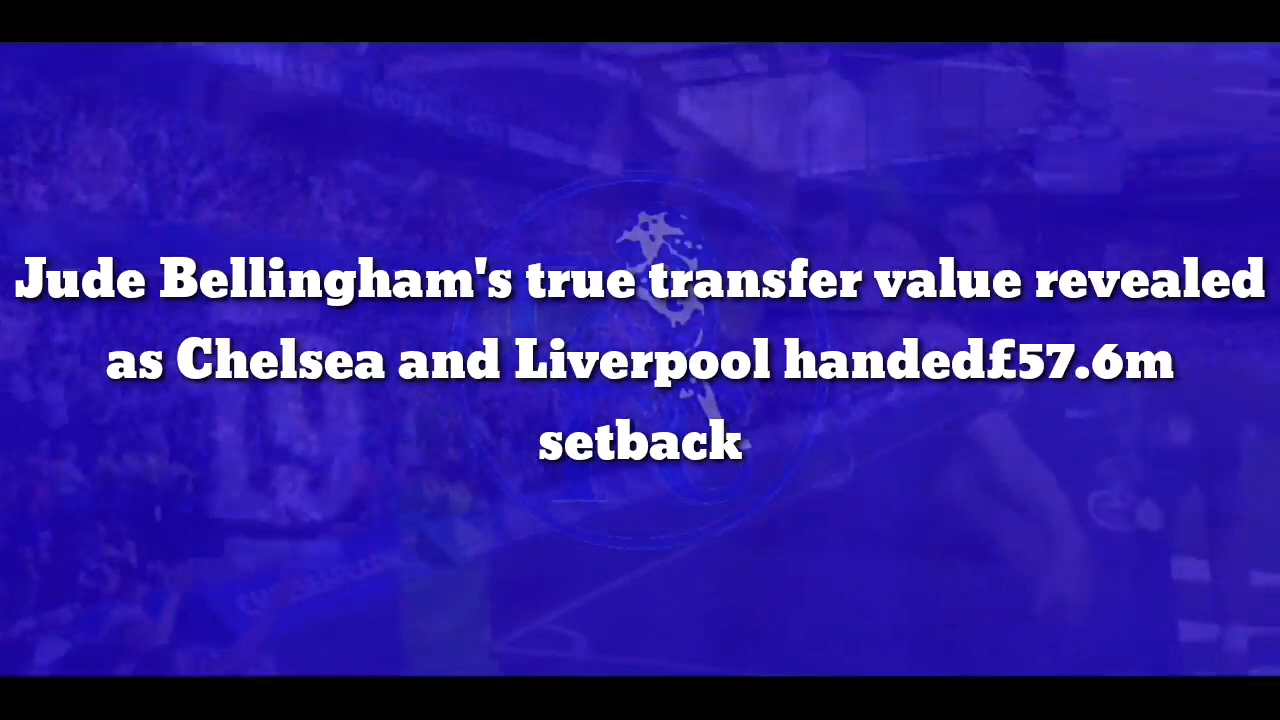 Jude Bellingham's true transfer value revealed
as Chelsea and Liverpool handed£57.6m
setback